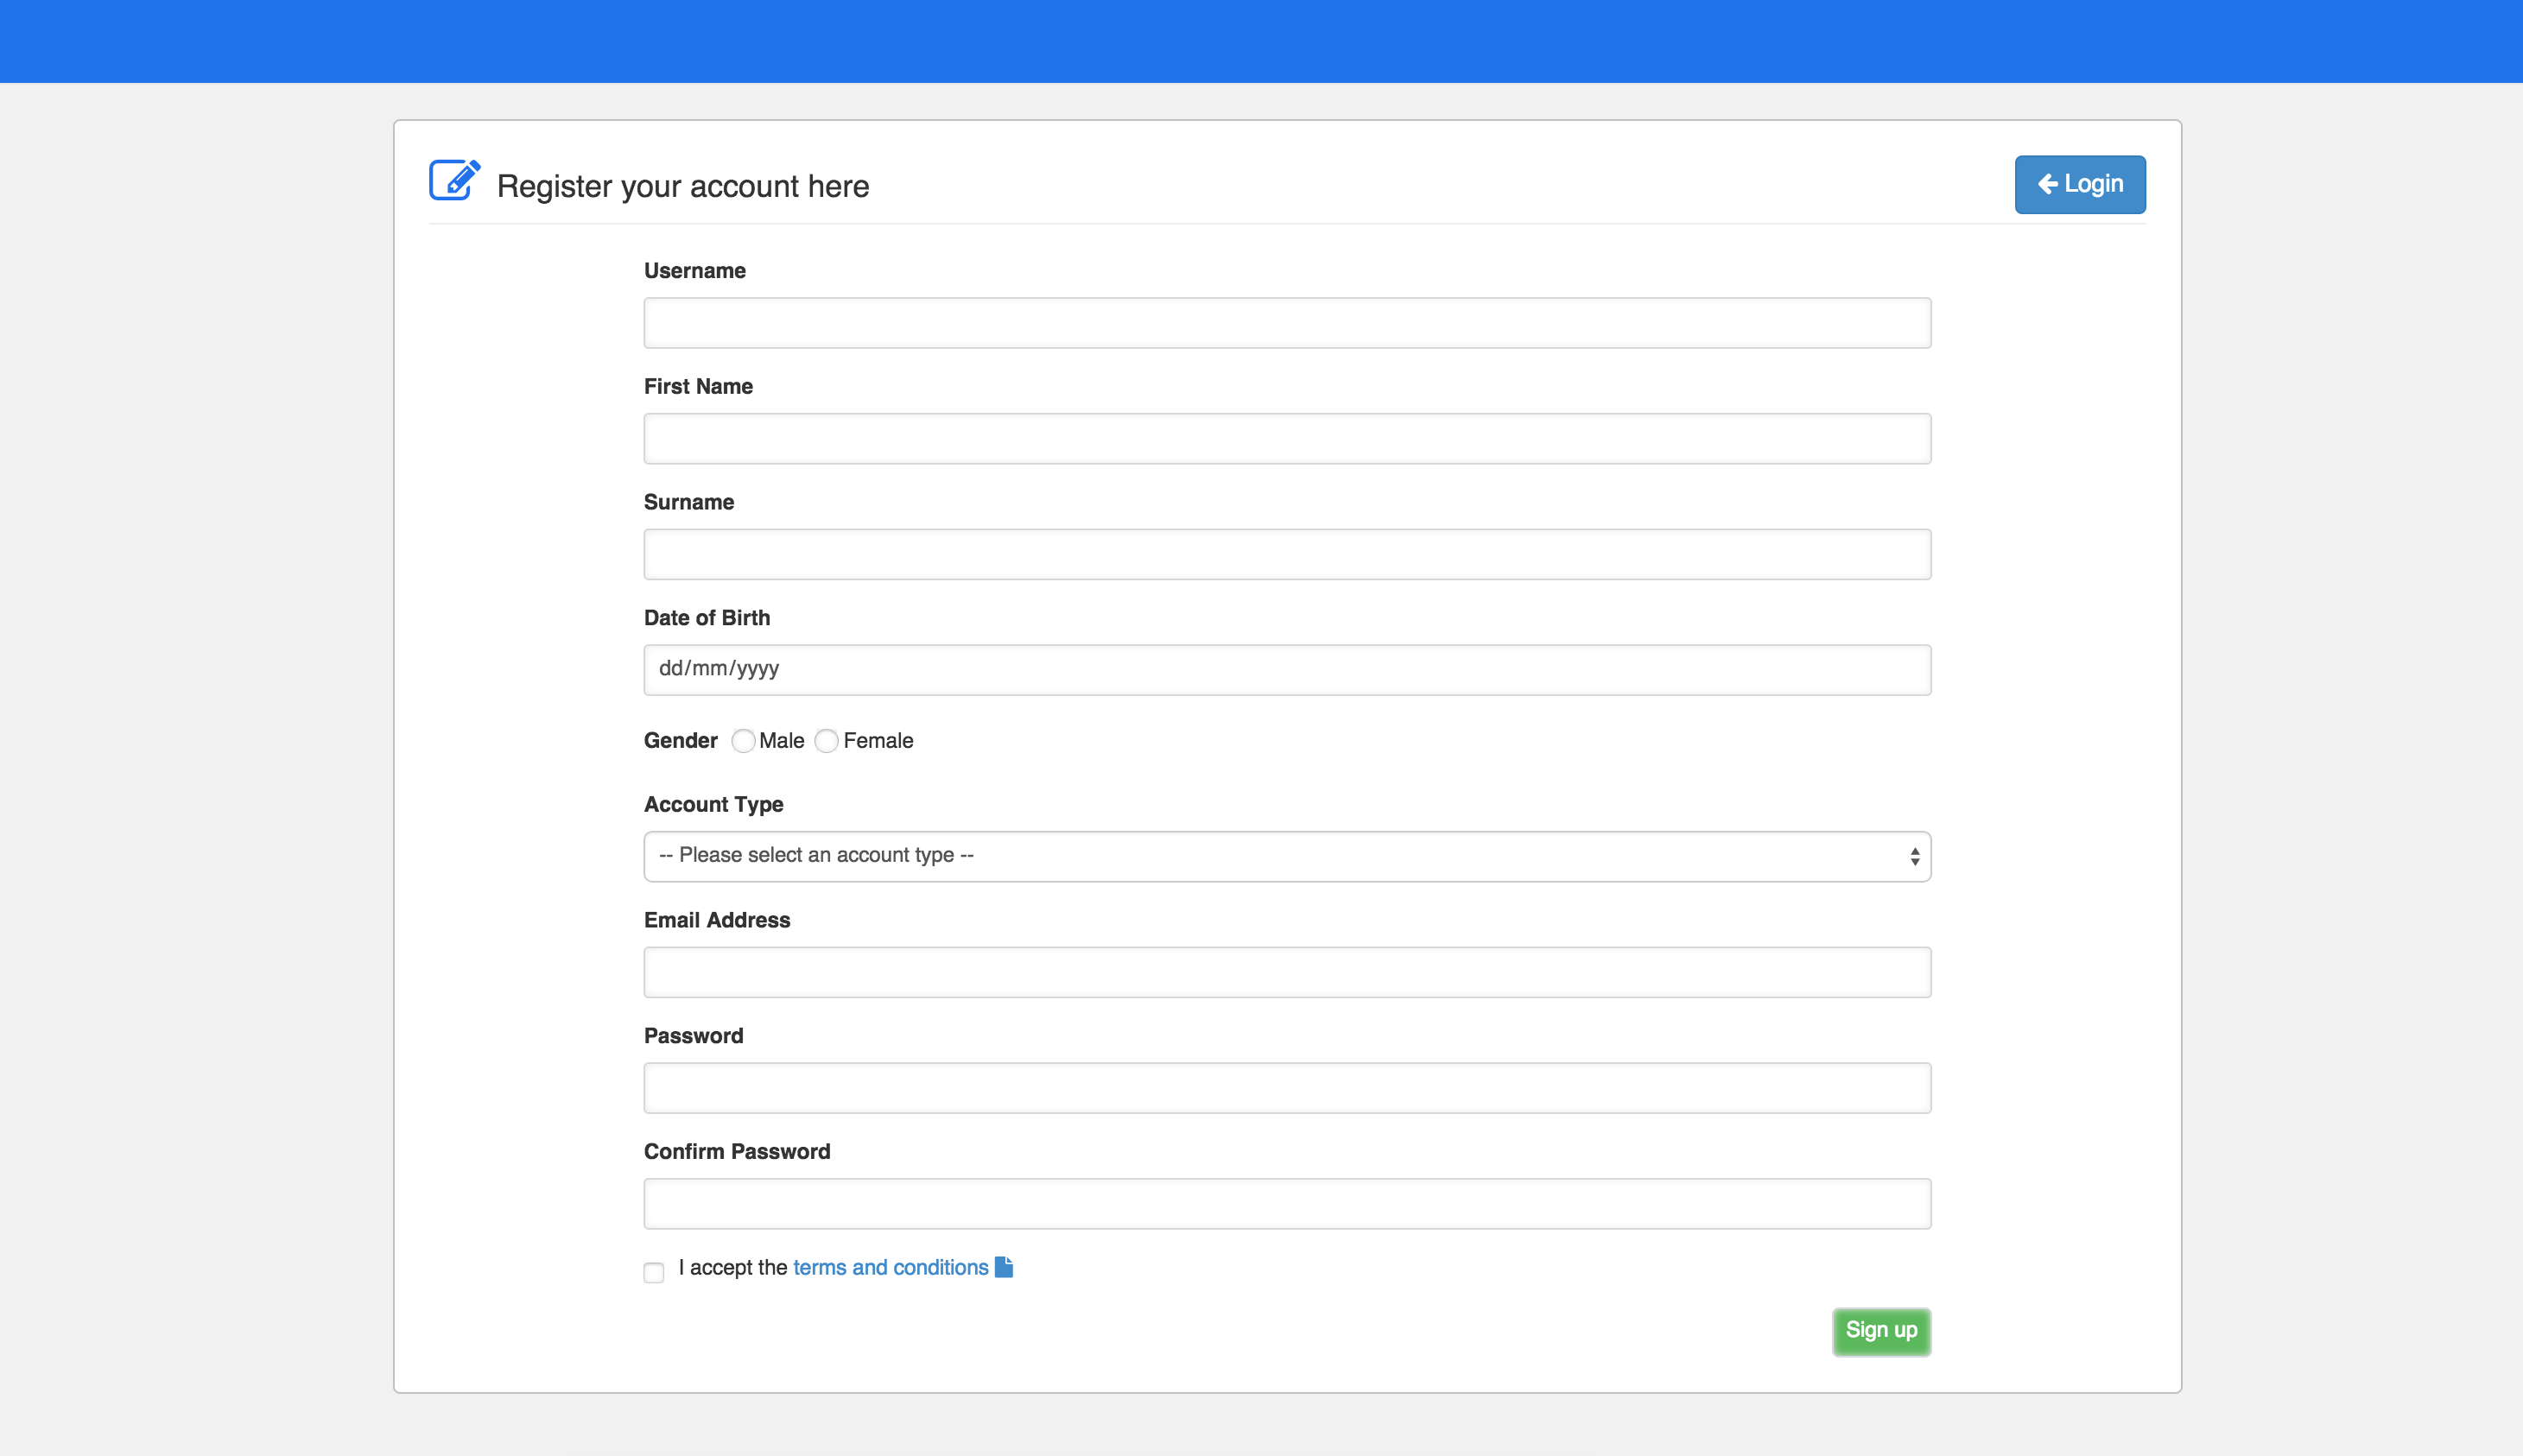 Register your account here
Login
Username
First Name
Surname
Date of Birth
dd/mm/yyyy
Gender Male Female
Account Type
-- Please select an account type --
Email Address
Password
Confirm Password
I accept the terms and conditions
Sign up